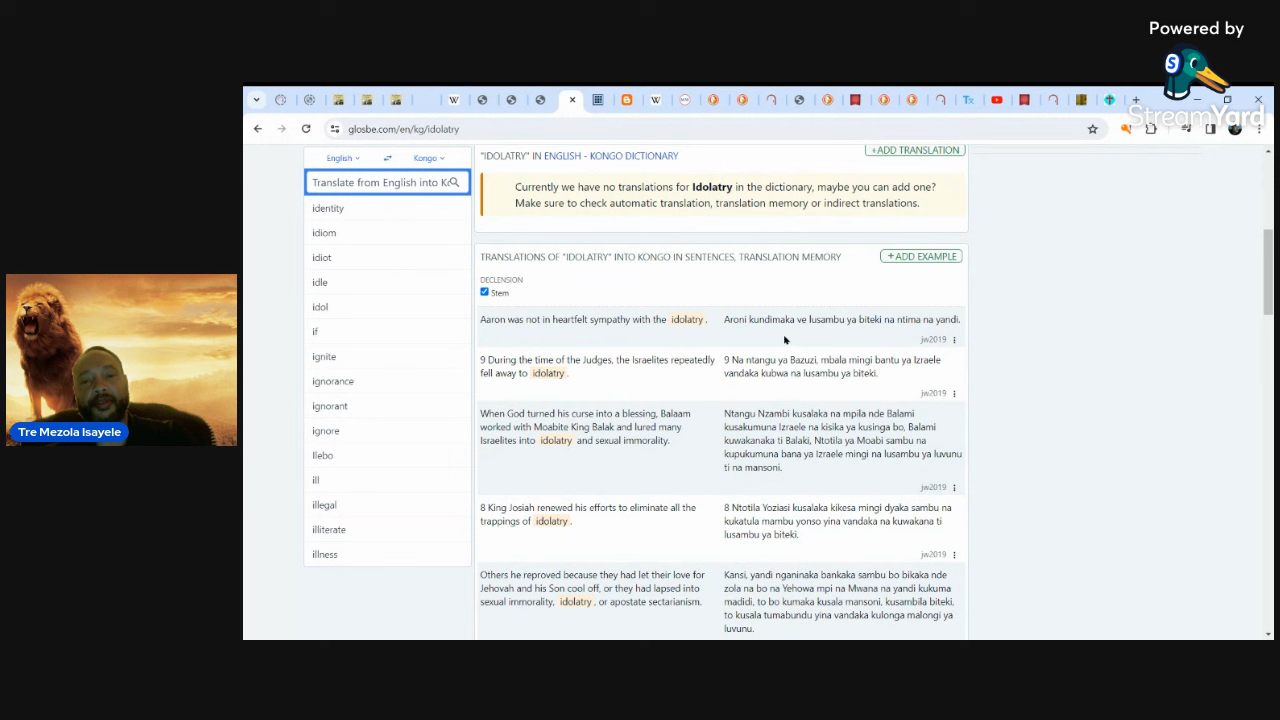 Powered by
S
StreamYard
glosbe.com/en/kg/idolatry
English
Kongo
Translate from English into Ko
identity
idiom
idiot
idle
idol
if
ignite
ignorance
ignorant
ignore
Ilebo
ill
illegal
illiterate
illness
"IDOLATRY" IN ENGLISH - KONGO DICTIONARY
+ADD TRANSLATION
Currently we have no translations for Idolatry in the dictionary, maybe you can add one?
Make sure to check automatic translation, translation memory or indirect translations.
TRANSLATIONS OF "IDOLATRY" INTO KONGO IN SENTENCES, TRANSLATION MEMORY
+ADD EXAMPLE
DECLENSION
Stem
Aaron was not in heartfelt sympathy with the idolatry.
Aroni kundimaka ve lusambu ya biteki na ntima na yandi.
jw2019
9 During the time of the Judges, the Israelites repeatedly
fell away to idolatry.
9 Na ntangu ya Bazuzi, mbala mingi bantu ya Izraele
vandaka kubwa na lusambu ya biteki.
jw2019
When God turned his curse into a blessing, Balaam
worked with Moabite King Balak and lured many
Israelites into idolatry and sexual immorality.
Ntangu Nzambi kusalaka na mpila nde Balami
kusakumuna Izraele na kisika ya kusinga bo, Balami
kuwakanaka ti Balaki, Ntotila ya Moabi sambu na
kupukumuna bana ya Izraele mingi na lusambu ya luvunu
ti na mansoni.
jw2019
8 King Josiah renewed his efforts to eliminate all the
trappings of idolatry.
8 Ntotila Yoziasi kusalaka kikesa mingi dyaka sambu na
kukatula mambu yonso yina vandaka na kuwakana ti
lusambu ya biteki.
jw2019
Others he reproved because they had let their love for
Jehovah and his Son cool off, or they had lapsed into
sexual immorality, idolatry, or apostate sectarianism.
Kansi, yandi nganinaka bankaka sambu bo bikaka nde
zola na bo na Yehowa mpi na Mwana na yandi kukuma
madidi, to bo kumaka kusala mansoni, kusambila biteki,
to kusala tumabundu yina vandaka kulonga malongi ya
luvunu.
Tre Mezola Isayele